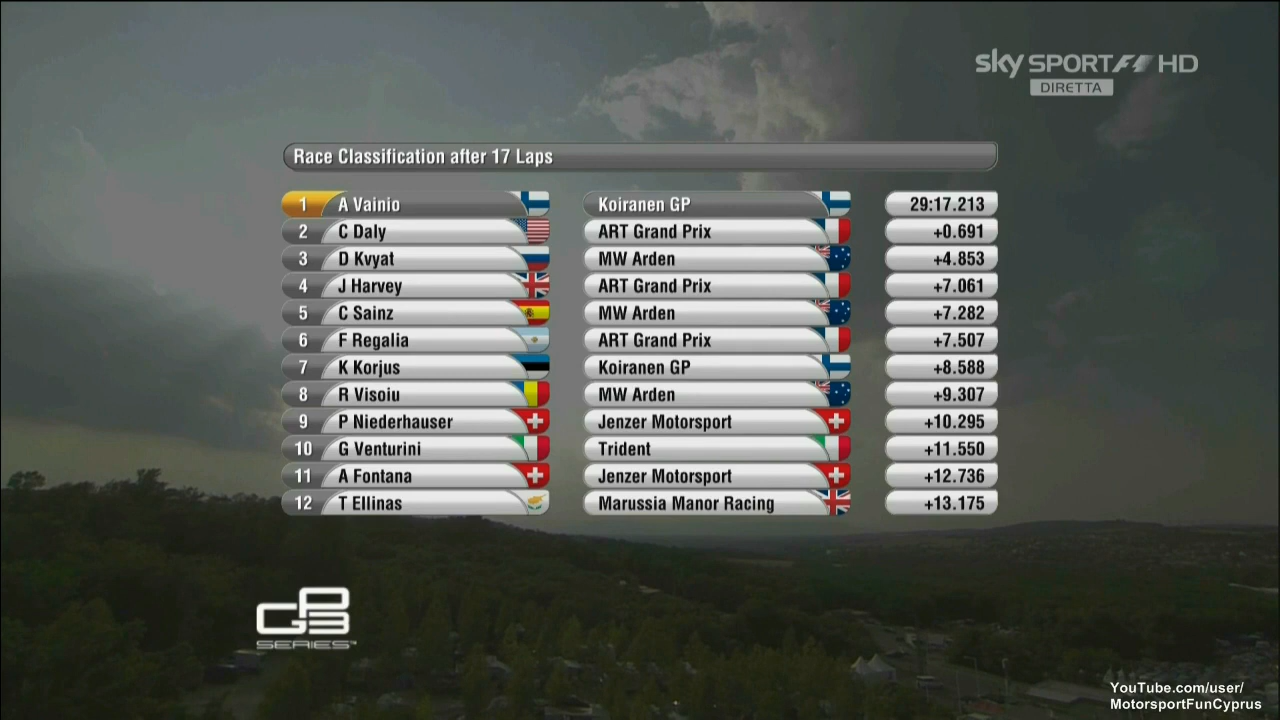 sky SPORT F1 HD
DIRETTA
Race Classification after 17 Laps
1 A Vainio Koiranen GP 29:17.213
2 C Daly ART Grand Prix +0.691
3 D Kvyat MW Arden +4.853
4 J Harvey ART Grand Prix +7.061
5 C Sainz MW Arden +7.282
6 F Regalia ART Grand Prix +7.507
7 K Korjus Koiranen GP +8.588
8 R Visoiu MW Arden +9.307
9 P Niederhauser Jenzer Motorsport +10.295
10 G Venturini Trident +11.550
11 A Fontana Jenzer Motorsport +12.736
12 T Ellinas Marussia Manor Racing +13.175
GP3
SERIES™
YouTube.com/user/
MotorsportFunCyprus